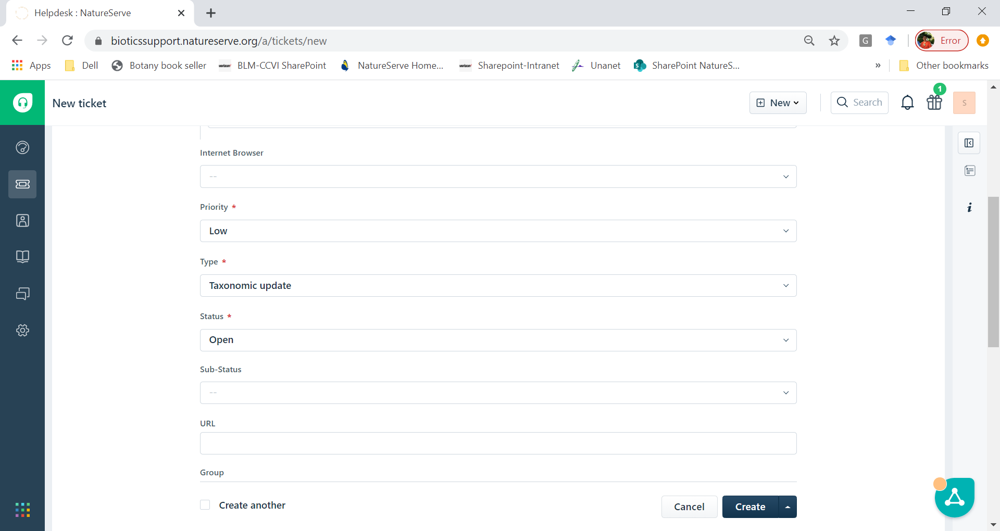 Helpdesk : NatureServe
bioticssupport.natureserve.org/a/tickets/new
G
Error
Apps
Dell
Botany book seller
verizon
BLM-CCVI SharePoint
NatureServe Home...
verizon
Sharepoint-Intranet
Unanet
S
SharePoint NatureS...
»
Other bookmarks
New ticket
New
Search
1
S
Internet Browser
--
Priority *
Low
Type *
Taxonomic update
Status *
Open
Sub-Status
--
URL
Group
Create another
Cancel
Create